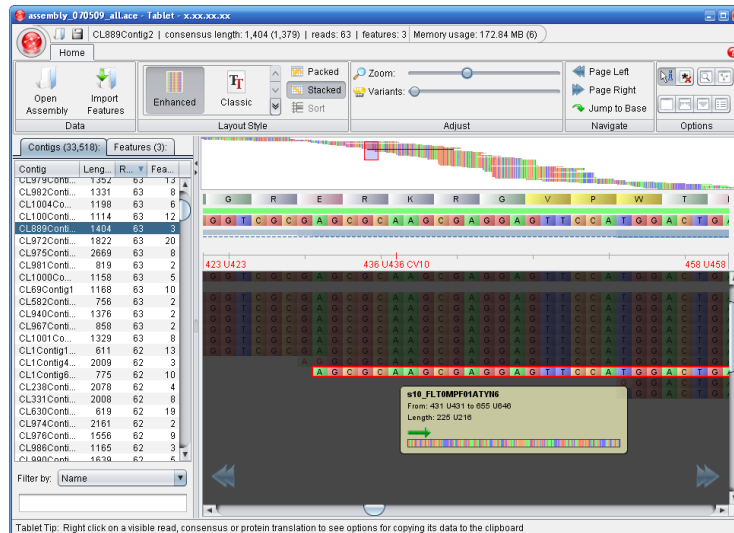 assembly_070509_all.ace - Tablet - x.xx.xx.xx
CL889Contig2 | consensus length: 1,404 (1,379) | reads: 63 | features: 3 | Memory usage: 172.84 MB (6)
Home
Open Assembly
Import Features
Data
Enhanced
Classic
Packed
Stacked
Sort
Layout Style
Zoom:
Variants:
Adjust
Page Left
Page Right
Jump to Base
Navigate
Options
Contigs (33,518):
Features (3):
Contig Leng... R... Fea...
CL979Conti... 1352 63 13
CL982Conti... 1331 63 8
CL1004Co... 1198 63 6
CL100Conti... 1114 63 12
CL889Conti... 1404 63 3
CL972Conti... 1822 63 20
CL975Conti... 2669 63 8
CL981Conti... 819 63 2
CL1000Co... 1158 63 5
CL69Contig1 1168 63 10
CL582Conti... 756 63 2
CL940Conti... 1376 63 2
CL967Conti... 858 63 2
CL1001Co... 1329 63 8
CL1Contig1... 611 62 13
CL1Contig4... 2009 62 3
CL1Contig6... 775 62 10
CL238Conti... 2078 62 4
CL331Conti... 2008 62 8
CL630Conti... 619 62 19
CL974Conti... 2161 62 2
CL976Conti... 1556 62 9
CL986Conti... 1165 62 3
CL990Conti... 1639 62 5
Filter by: Name
G R E R K R G V P W T
G G T C G C G A G C G C A A G C G A G G A G T T C C A T G G A C T G A
423 U423
436 U436 CV10
458 U458
A G C G C A A G C G A G G A G T T C C A T G G A C T G A
s10_FLT0MPF01ATYN6
From: 431 U431 to 655 U646
Length: 225 U216
Tablet Tip: Right click on a visible read, consensus or protein translation to see options for copying its data to the clipboard